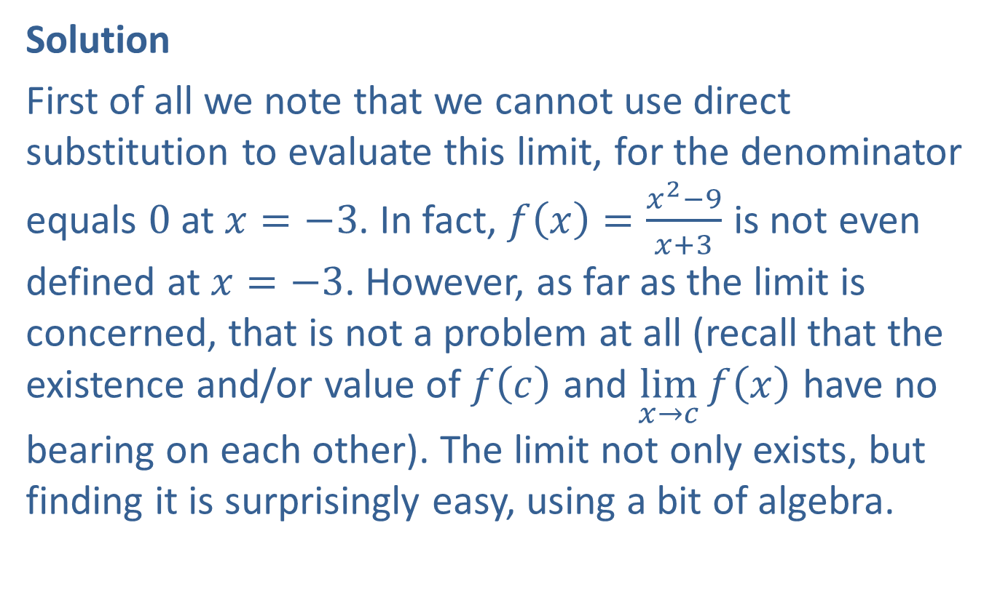 Solution
First of all we note that we cannot use direct
substitution to evaluate this limit, for the denominator
equals 0 at x = −3. In fact, f(x) = \frac{x^2−9}{x+3} is not even
defined at x = −3. However, as far as the limit is
concerned, that is not a problem at all (recall that the
existence and/or value of f(c) and \lim_{x→c} f(x) have no
bearing on each other). The limit not only exists, but
finding it is surprisingly easy, using a bit of algebra.